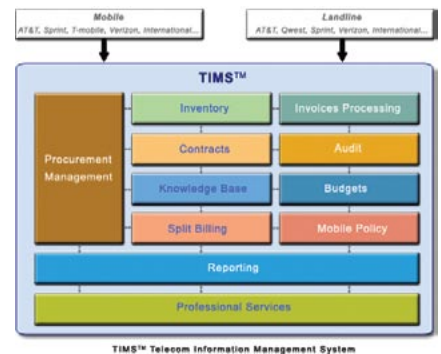 Mobile
AT&T, Sprint, T-mobile, Verizon, International...
Landline
AT&T, Qwest, Sprint, Verizon, International...
TIMS™
Procurement
Management
Inventory
Invoices Processing
Contracts
Audit
Knowledge Base
Budgets
Split Billing
Mobile Policy
Reporting
Professional Services
TIMS™ Telecom Information Management System